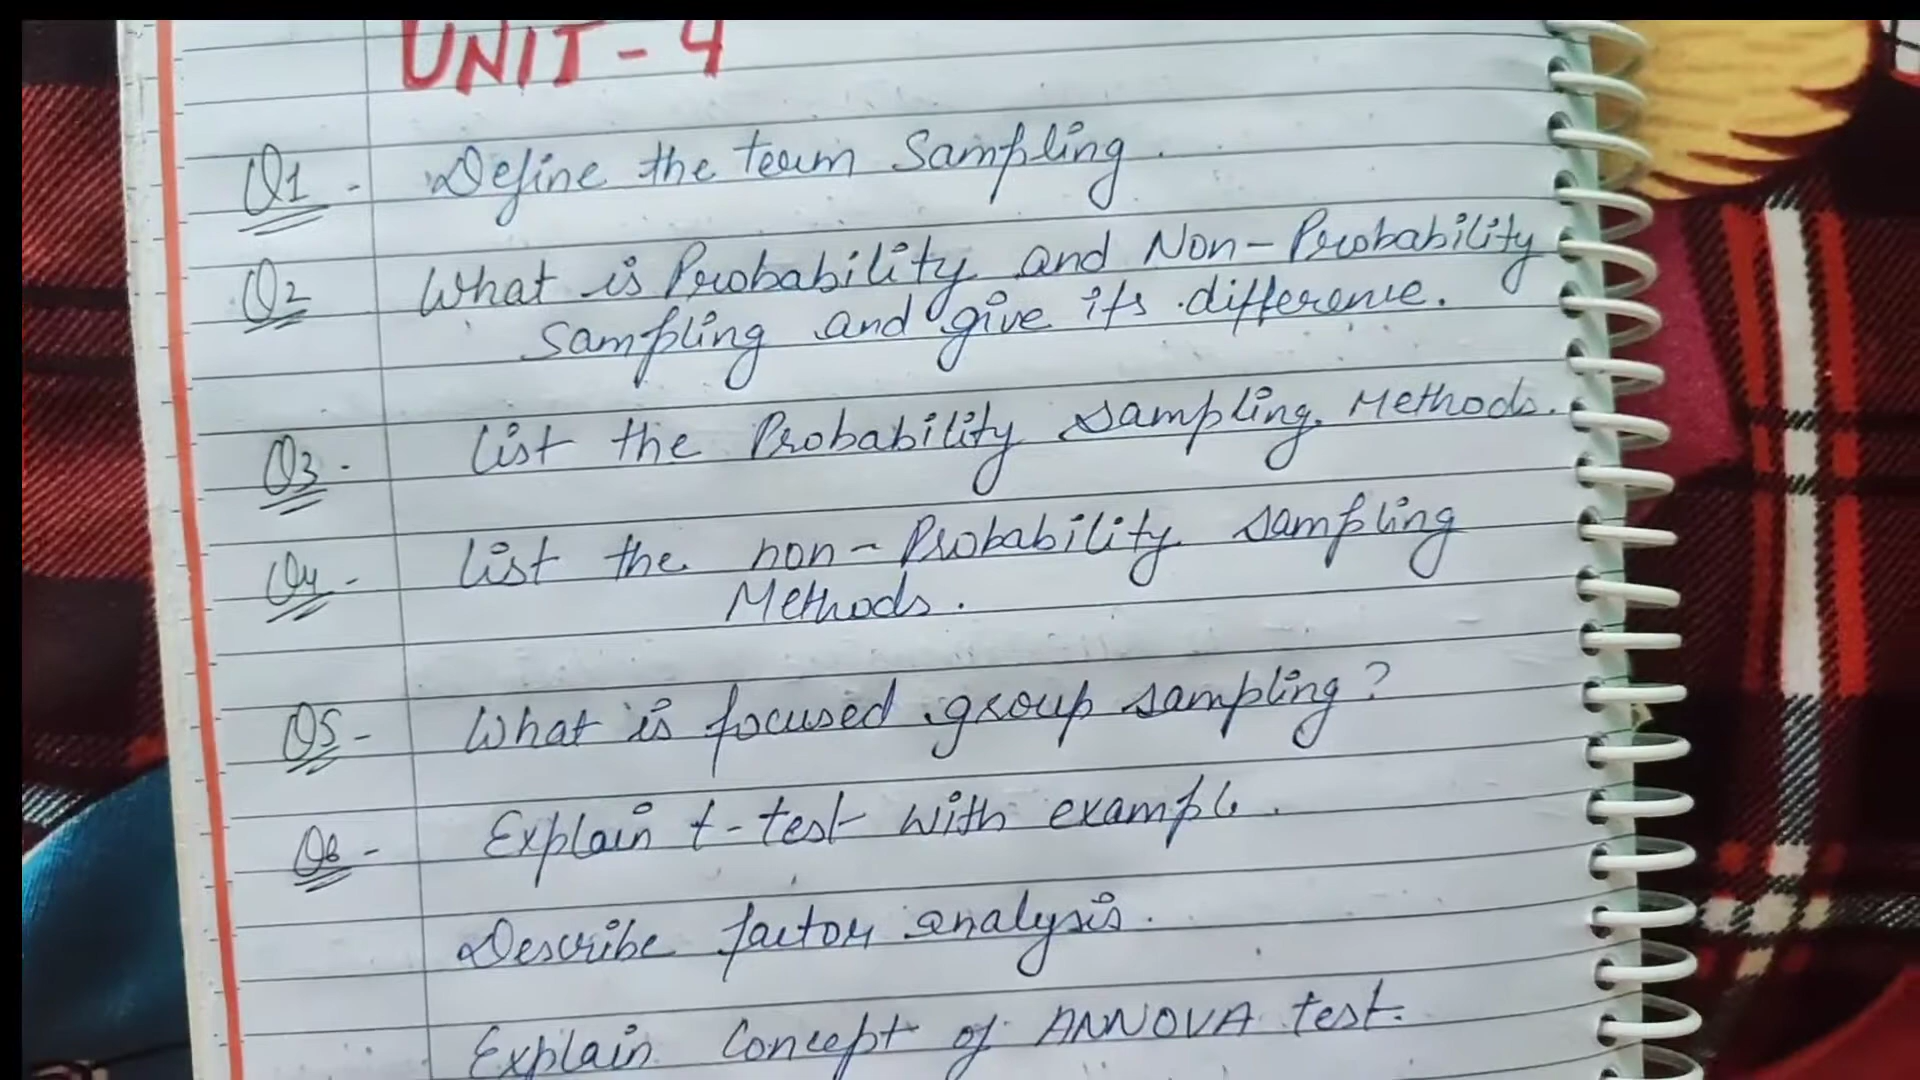 UNIT - 4
Q1 - Define the term Sampling.
Q2 What is Probability and Non-Probability
Sampling and give its difference.
Q3 - List the Probability sampling Methods.
Q4 - List the non-Probability sampling
Methods.
Q5 - What is focused group sampling?
Q6 - Explain t-test with example.
Describe factor analysis.
Explain Concept of ANNOVA test.